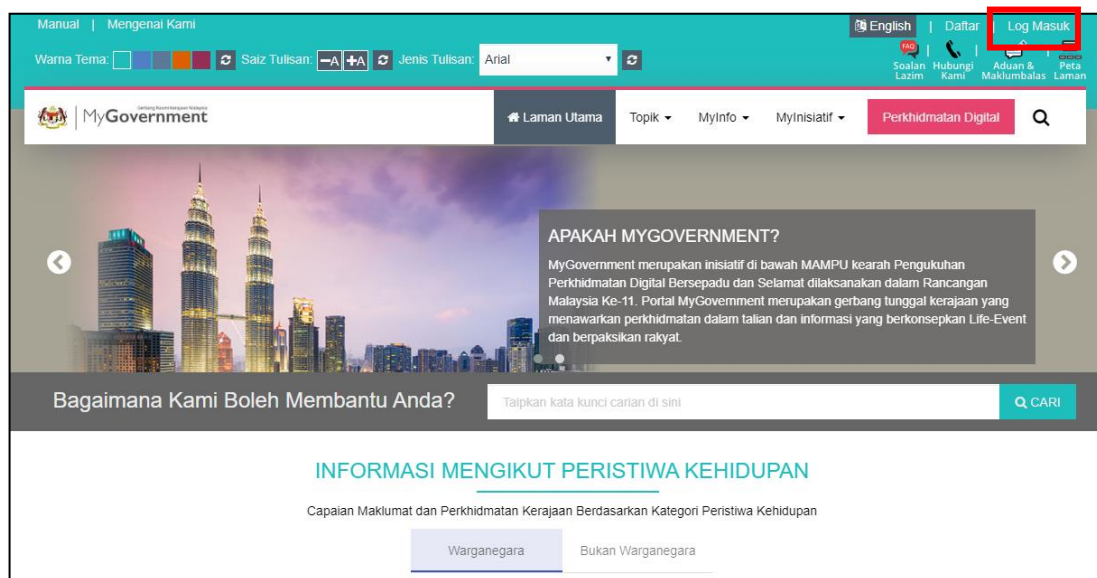 Manual | Mengenai Kami
English | Daftar | Log Masuk
Warna Tema: Saiz Tulisan: -A +A Jenis Tulisan: Arial
FAQ
Soalan Lazim
Hubungi Kami
Aduan & Maklumbalas
Peta Laman
Gerbang Rasmi Kerajaan Malaysia
MyGovernment
Laman Utama Topik MyInfo MyInisiatif Perkhidmatan Digital
APAKAH MYGOVERNMENT?
MyGovernment merupakan inisiatif di bawah MAMPU kearah Pengukuhan
Perkhidmatan Digital Bersepadu dan Selamat dilaksanakan dalam Rancangan
Malaysia Ke-11. Portal MyGovernment merupakan gerbang tunggal kerajaan yang
menawarkan perkhidmatan dalam talian dan informasi yang berkonsepkan Life-Event
dan berpaksikan rakyat.
Bagaimana Kami Boleh Membantu Anda? Taipkan kata kunci carian di sini CARI
INFORMASI MENGIKUT PERISTIWA KEHIDUPAN
Capaian Maklumat dan Perkhidmatan Kerajaan Berdasarkan Kategori Peristiwa Kehidupan
Warganegara Bukan Warganegara